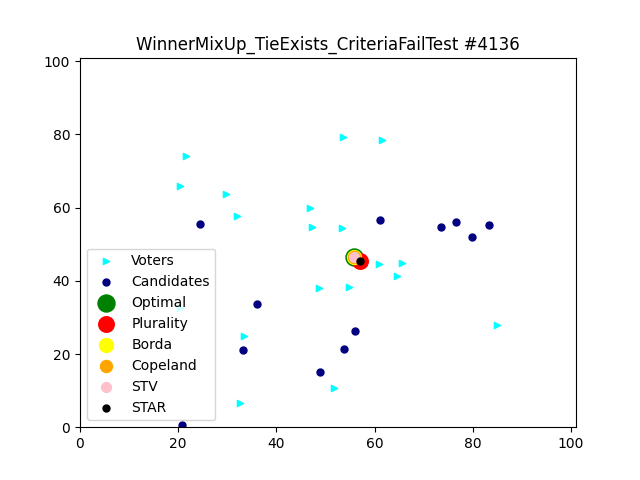 WinnerMixUp_TieExists_CriteriaFailTest #4136
100
80
60
40
20
0
Voters
Candidates
Optimal
Plurality
Borda
Copeland
STV
STAR
0 20 40 60 80 100